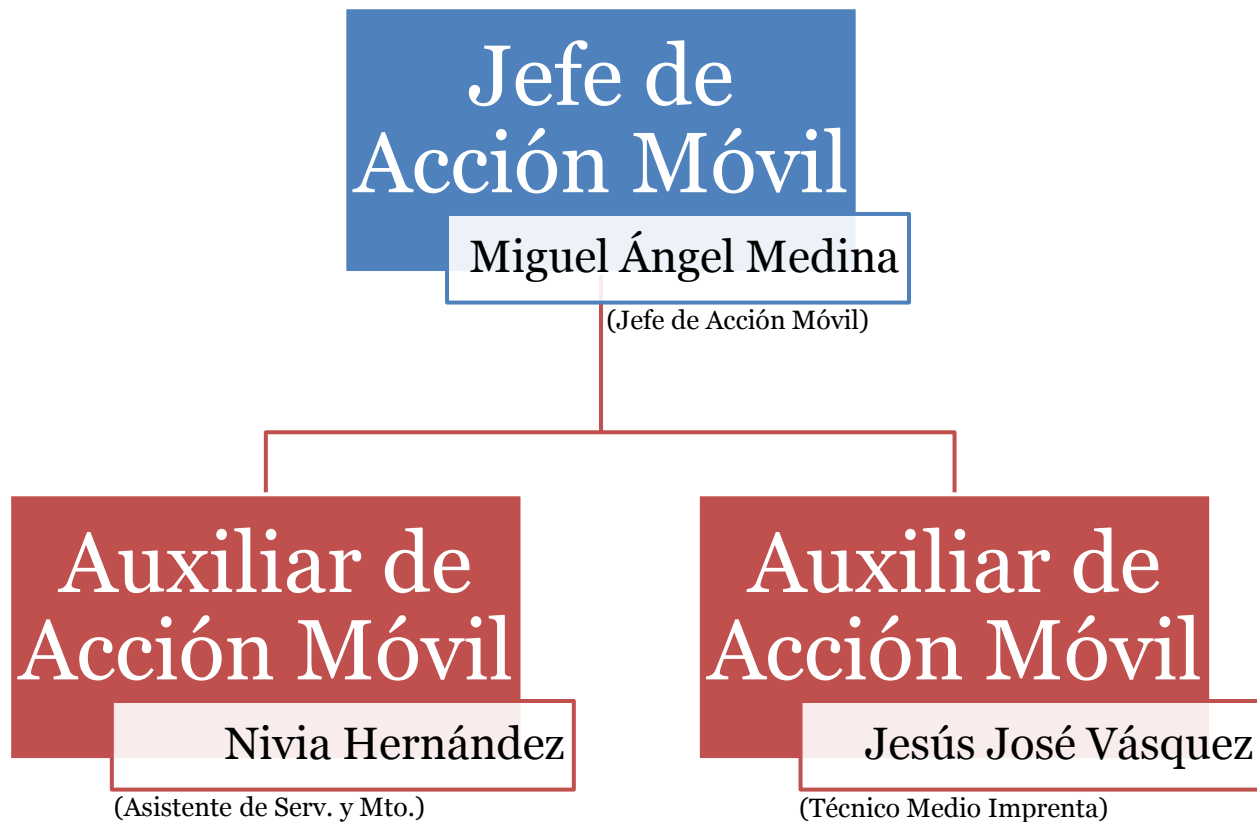 Jefe de
Acción Móvil
Miguel Ángel Medina
(Jefe de Acción Móvil)
Auxiliar de
Acción Móvil
Nivia Hernández
(Asistente de Serv. y Mto.)
Auxiliar de
Acción Móvil
Jesús José Vásquez
(Técnico Medio Imprenta)